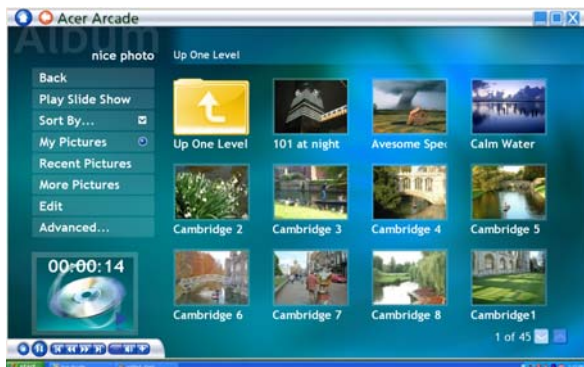 Acer Arcade
Album
nice photo
Up One Level
Back
Play Slide Show
Sort By...
My Pictures
Recent Pictures
More Pictures
Edit
Advanced...
00:00:14
Up One Level
101 at night
Avesome Spec
Calm Water
Cambridge 2
Cambridge 3
Cambridge 4
Cambridge 5
Cambridge 6
Cambridge 7
Cambridge 8
Cambridge1
1 of 45